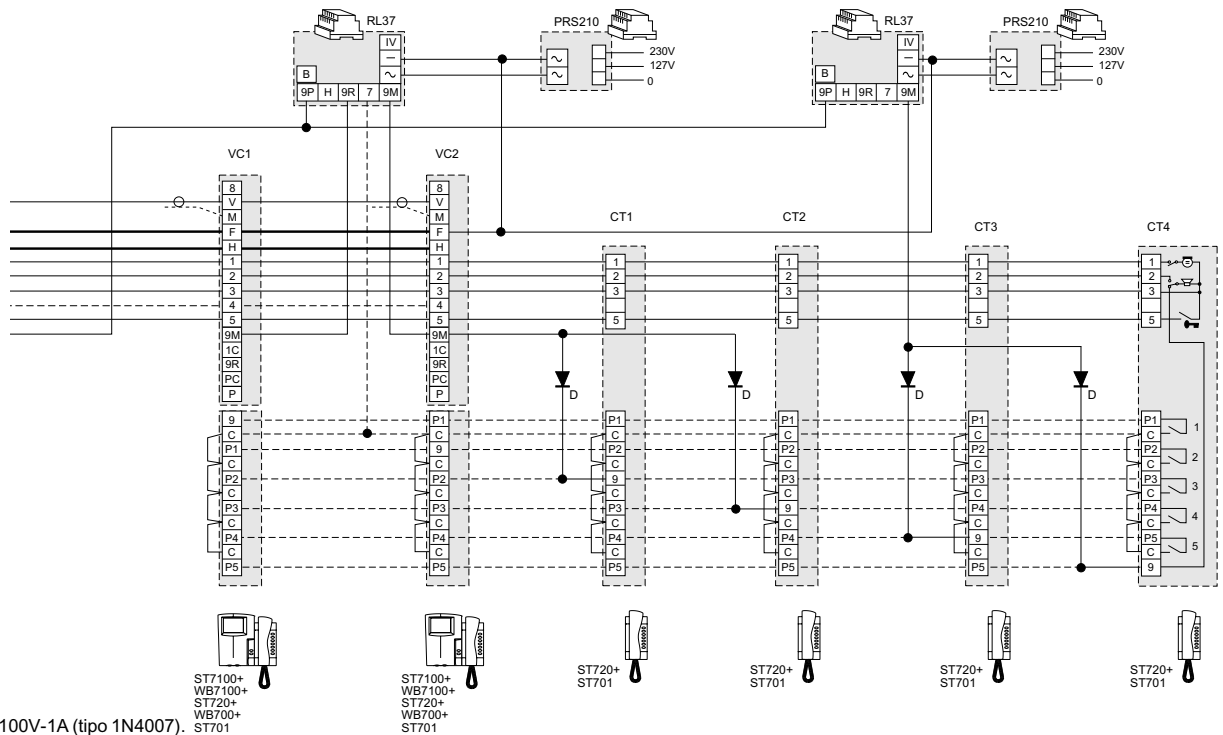 RL37
PRS210
RL37
PRS210
IV
–
~
B
9P H 9R 7 9M
~
~
230V
127V
0
IV
–
~
B
9P H 9R 7 9M
~
~
230V
127V
0
VC1
VC2
CT1
CT2
CT3
CT4
8
V
M
F
H
1
2
3
4
5
9M
1C
9R
PC
P
8
V
M
F
H
1
2
3
4
5
9M
1C
9R
PC
P
1
2
3
5
1
2
3
5
1
2
3
5
1
2
3
5
D
D
D
D
9
C
P1
C
P2
C
P3
C
P4
C
P5
P1
C
9
C
P2
C
P3
C
P4
C
P5
P1
C
P2
C
9
C
P3
C
P4
C
P5
P1
C
P2
C
P3
C
9
C
P4
C
P5
P1
C
P2
C
P3
C
P4
C
9
C
P5
P1
C
P2
C
P3
C
P4
C
P5
C
9
1
2
3
4
5
ST7100+
WB7100+
ST720+
WB700+
ST701
ST7100+
WB7100+
ST720+
WB700+
ST701
ST720+
ST701
ST720+
ST701
ST720+
ST701
ST720+
ST701
100V-1A (tipo 1N4007).